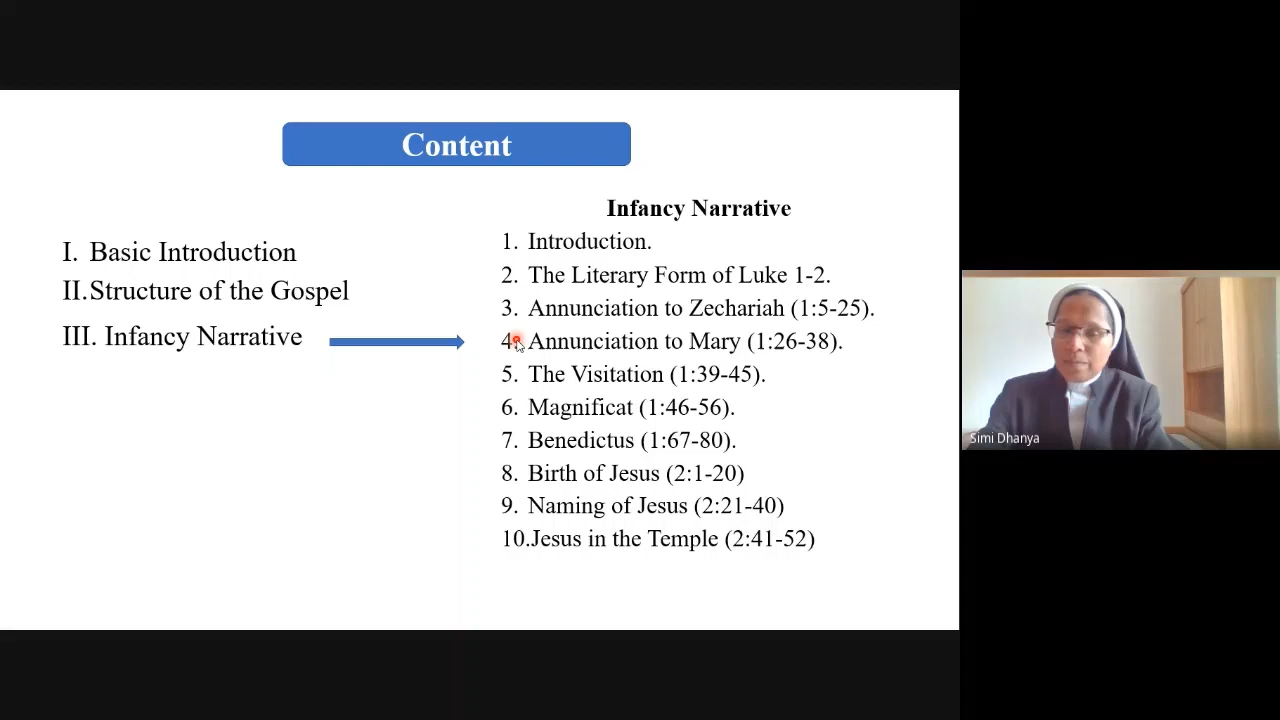 Content
I. Basic Introduction
II.Structure of the Gospel
III. Infancy Narrative
Infancy Narrative
1. Introduction.
2. The Literary Form of Luke 1-2.
3. Annunciation to Zechariah (1:5-25).
4. Annunciation to Mary (1:26-38).
5. The Visitation (1:39-45).
6. Magnificat (1:46-56).
7. Benedictus (1:67-80).
8. Birth of Jesus (2:1-20)
9. Naming of Jesus (2:21-40)
10.Jesus in the Temple (2:41-52)
Simi Dhanya